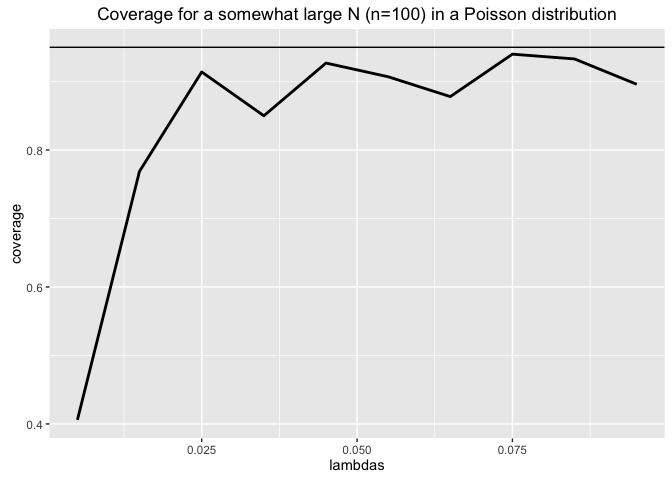 Coverage for a somewhat large N (n=100) in a Poisson distribution
coverage
0.8
0.6
0.4
0.025
0.050
0.075
lambdas